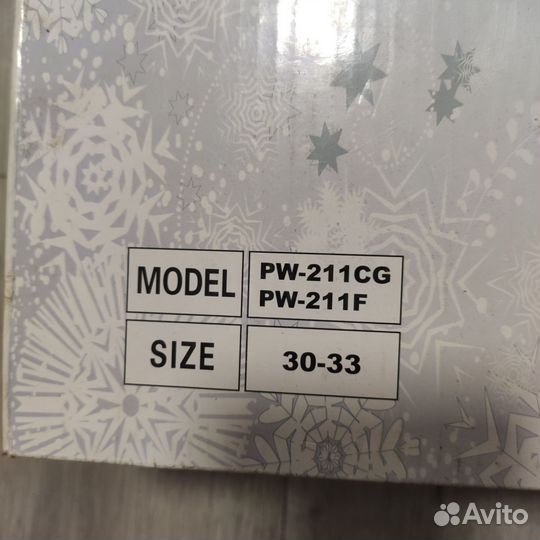 MODEL PW-211CG
PW-211F
SIZE 30-33
Avito